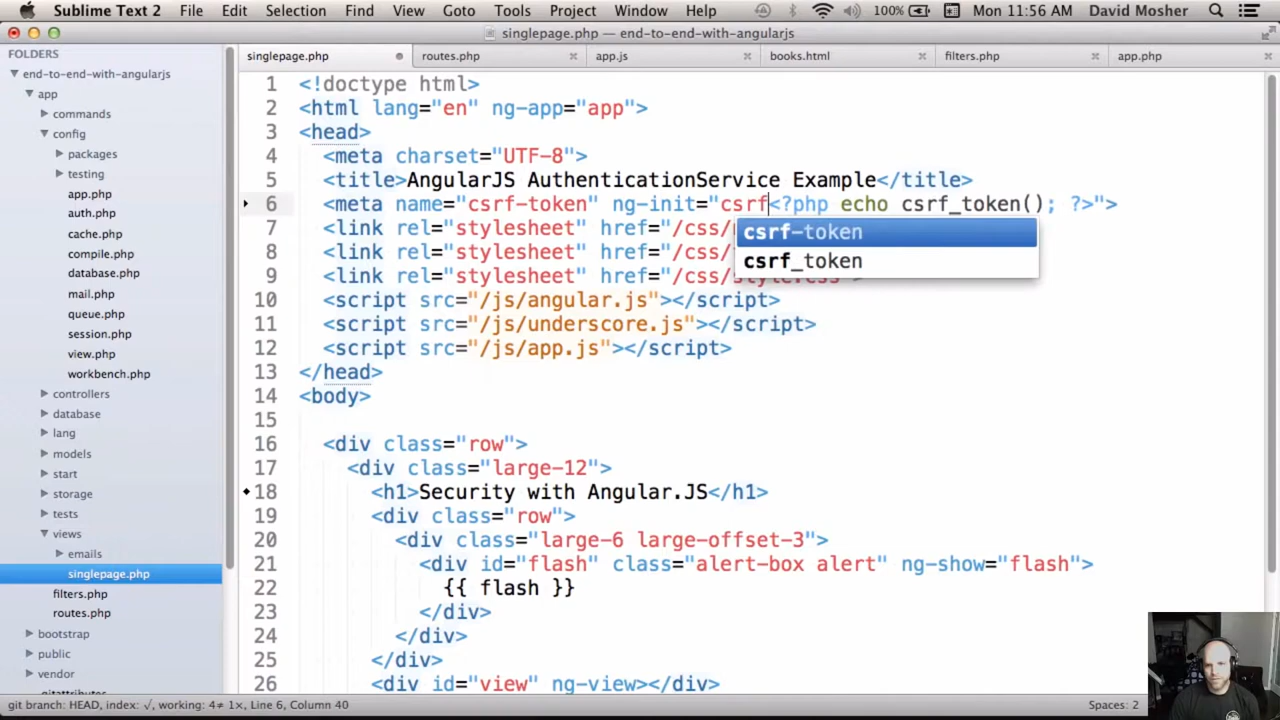 Sublime Text 2 File Edit Selection Find View Goto Tools Project Window Help 100% Mon 11:56 AM David Mosher
singlepage.php — end-to-end-with-angularjs
FOLDERS
end-to-end-with-angularjs
app
commands
config
packages
testing
app.php
auth.php
cache.php
compile.php
database.php
mail.php
queue.php
session.php
view.php
workbench.php
controllers
database
lang
models
start
storage
tests
views
emails
singlepage.php
filters.php
routes.php
bootstrap
public
vendor
.gitattributes
singlepage.php routes.php app.js books.html filters.php app.php
1 <!doctype html>
2 <html lang="en" ng-app="app">
3 <head>
4 <meta charset="UTF-8">
5 <title>AngularJS AuthenticationService Example</title>
6 <meta name="csrf-token" ng-init="csrf<?php echo csrf_token(); ?>">
csrf-token
csrf_token
7 <link rel="stylesheet" href="/css/
8 <link rel="stylesheet" href="/css/
9 <link rel="stylesheet" href="/css/style.css">
10 <script src="/js/angular.js"></script>
11 <script src="/js/underscore.js"></script>
12 <script src="/js/app.js"></script>
13 </head>
14 <body>
15
16 <div class="row">
17 <div class="large-12">
18 <h1>Security with Angular.JS</h1>
19 <div class="row">
20 <div class="large-6 large-offset-3">
21 <div id="flash" class="alert-box alert" ng-show="flash">
22 {{ flash }}
23 </div>
24 </div>
25 </div>
26 <div id="view" ng-view></div>
git branch: HEAD, index: √, working: 4≠ 1×, Line 6, Column 40 Spaces: 2